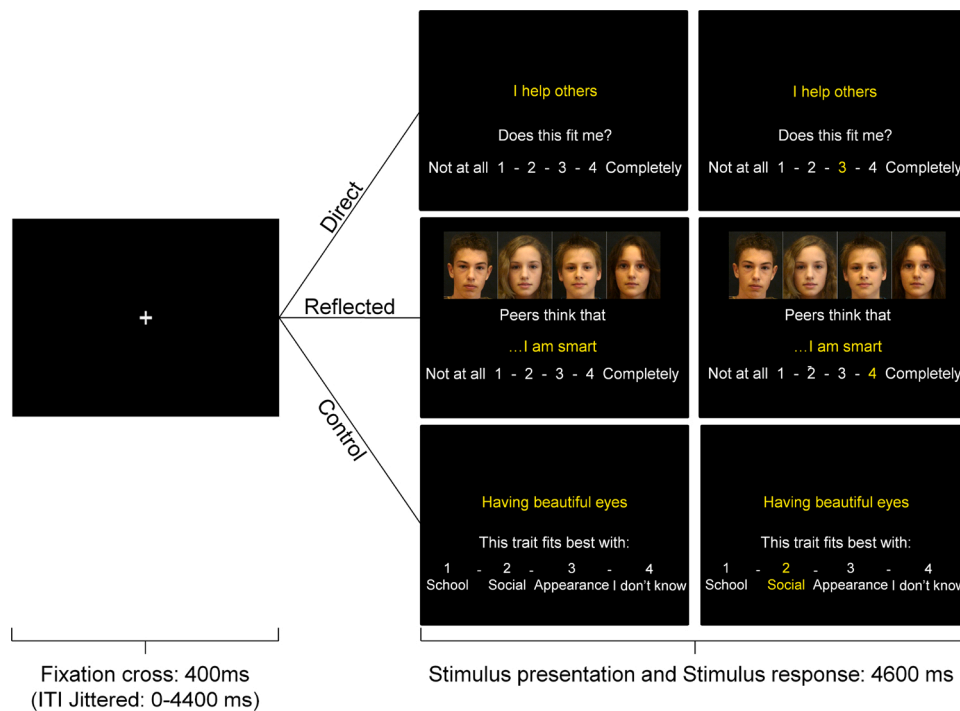 I help others
Does this fit me?
Not at all 1 - 2 - 3 - 4 Completely
I help others
Does this fit me?
Not at all 1 - 2 - 3 - 4 Completely
Direct
Reflected
Control
+
Peers think that
...I am smart
Not at all 1 - 2 - 3 - 4 Completely
Peers think that
...I am smart
Not at all 1 - 2 - 3 - 4 Completely
Having beautiful eyes
This trait fits best with:
1 - 2 - 3 - 4
School Social Appearance I don't know
Having beautiful eyes
This trait fits best with:
1 - 2 - 3 - 4
School Social Appearance I don't know
Fixation cross: 400ms
(ITI Jittered: 0-4400 ms)
Stimulus presentation and Stimulus response: 4600 ms